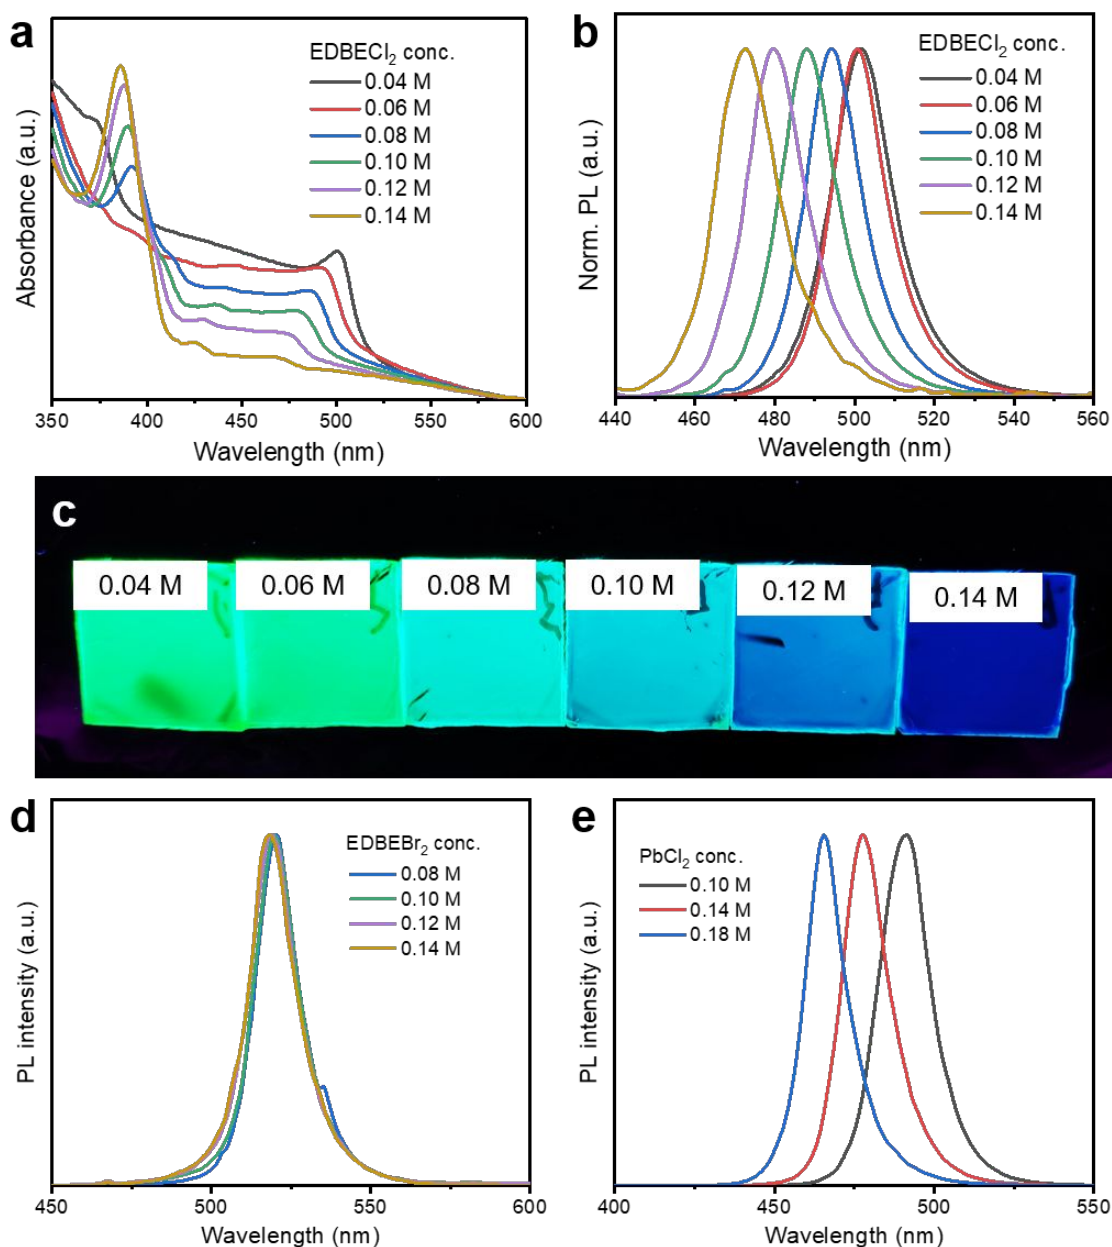 a
EDBECl₂ conc.
0.04 M
0.06 M
0.08 M
0.10 M
0.12 M
0.14 M
Absorbance (a.u.)
350 400 450 500 550 600
Wavelength (nm)
b
EDBECl₂ conc.
0.04 M
0.06 M
0.08 M
0.10 M
0.12 M
0.14 M
Norm. PL (a.u.)
440 460 480 500 520 540 560
Wavelength (nm)
c
0.04 M 0.06 M 0.08 M 0.10 M 0.12 M 0.14 M
d
EDBEBr₂ conc.
0.08 M
0.10 M
0.12 M
0.14 M
PL intensity (a.u.)
450 500 550 600
Wavelength (nm)
e
PbCl₂ conc.
0.10 M
0.14 M
0.18 M
PL intensity (a.u.)
400 450 500 550
Wavelength (nm)